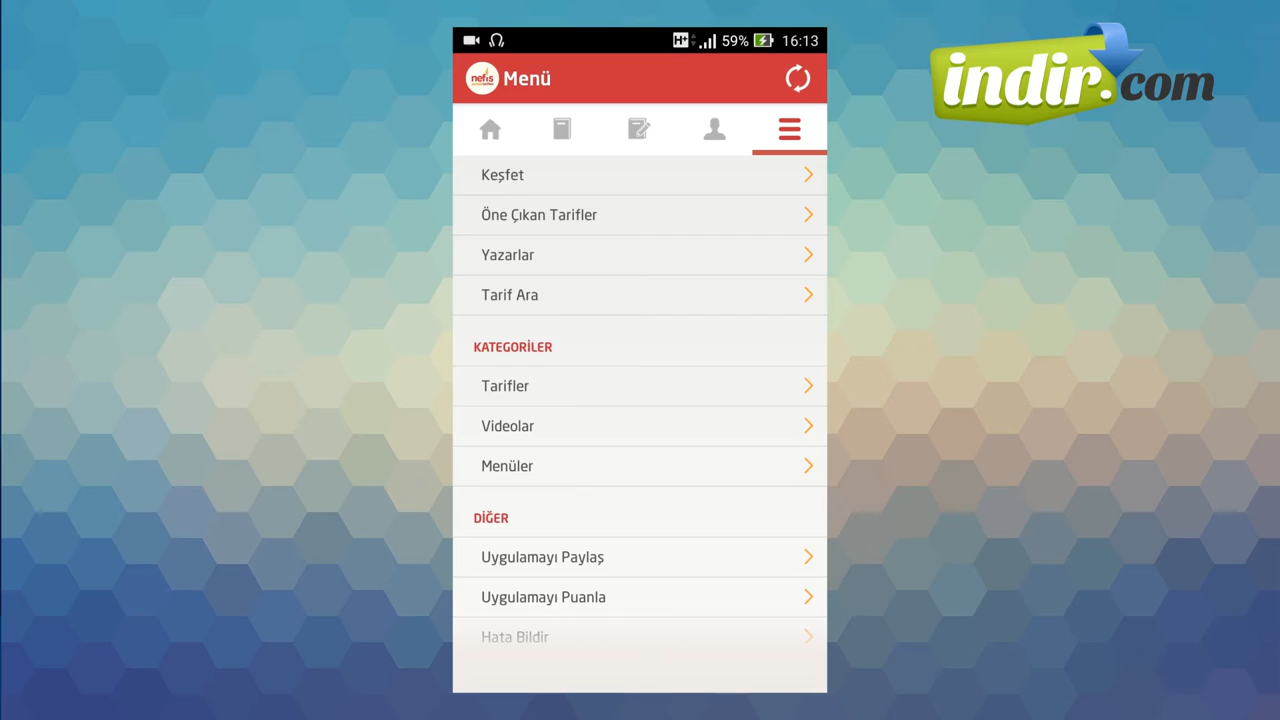 H+ 59% 16:13
indir.com
nefis Menü
Keşfet
Öne Çıkan Tarifler
Yazarlar
Tarif Ara
KATEGORİLER
Tarifler
Videolar
Menüler
DİĞER
Uygulamayı Paylaş
Uygulamayı Puanla
Hata Bildir